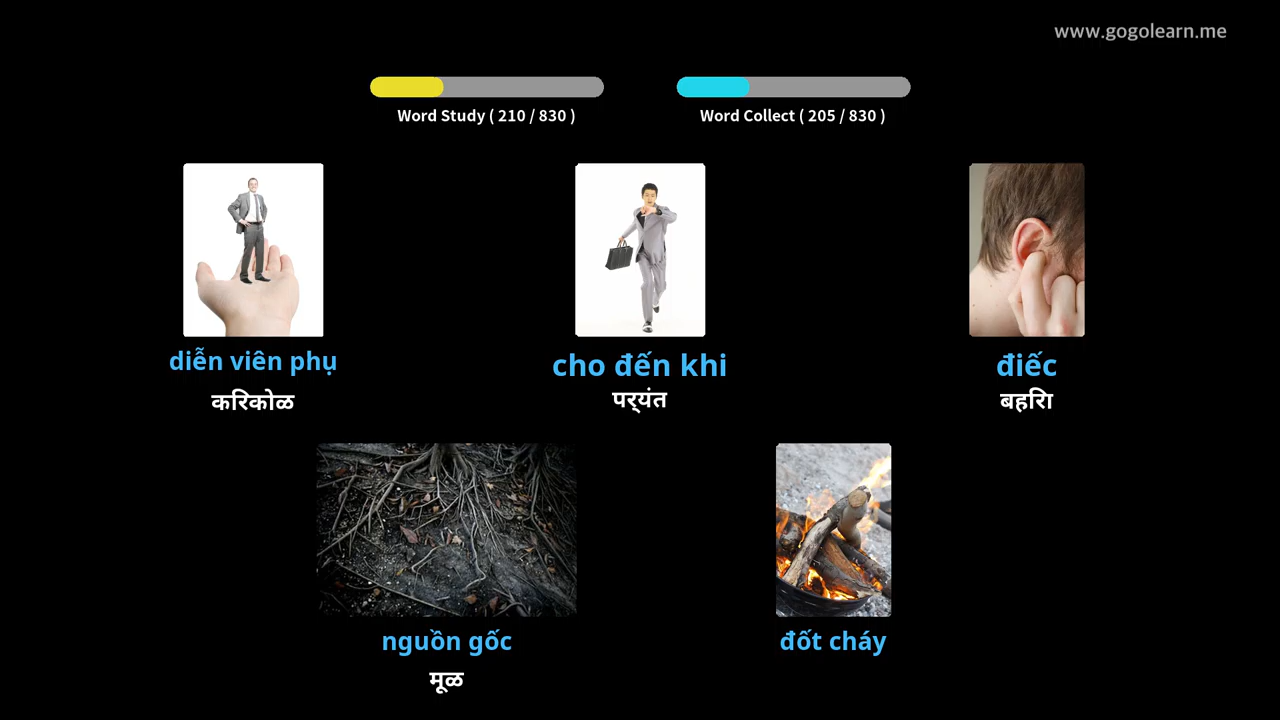 www.gogolearn.me
Word Study ( 210 / 830 )
Word Collect ( 205 / 830 )
diễn viên phụ
करिकोळ
cho đến khi
पर्यंत
điếc
बहिरा
nguồn gốc
मूळ
đốt cháy